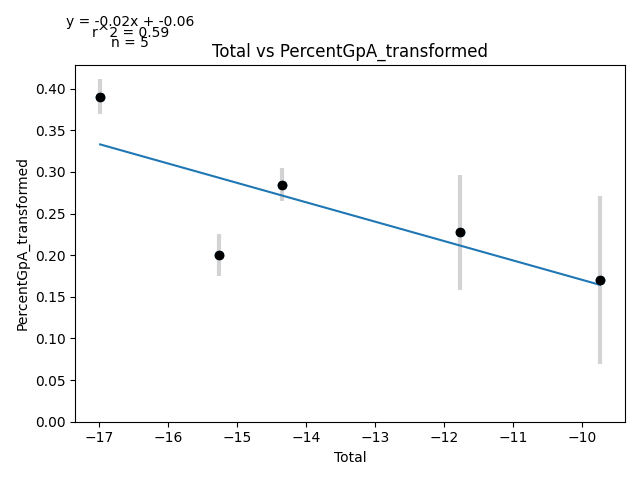 y = -0.02x + -0.06
r^2 = 0.59
n = 5
Total vs PercentGpA_transformed
PercentGpA_transformed
0.40
0.35
0.30
0.25
0.20
0.15
0.10
0.05
0.00
−17
−16
−15
−14
−13
−12
−11
−10
Total